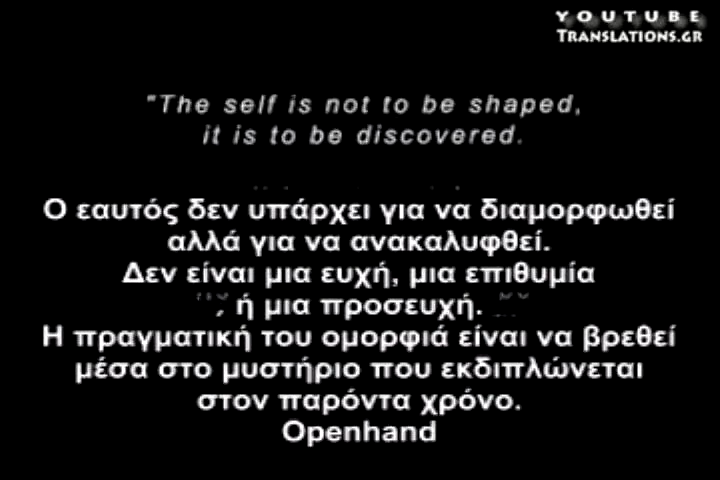 YOUTUBE
TRANSLATIONS.GR
"The self is not to be shaped,
it is to be discovered.
Ο εαυτός δεν υπάρχει για να διαμορφωθεί
αλλά για να ανακαλυφθεί.
Δεν είναι μια ευχή, μια επιθυμία
ή μια προσευχή.
Η πραγματική του ομορφιά είναι να βρεθεί
μέσα στο μυστήριο που εκδιπλώνεται
στον παρόντα χρόνο.
Openhand